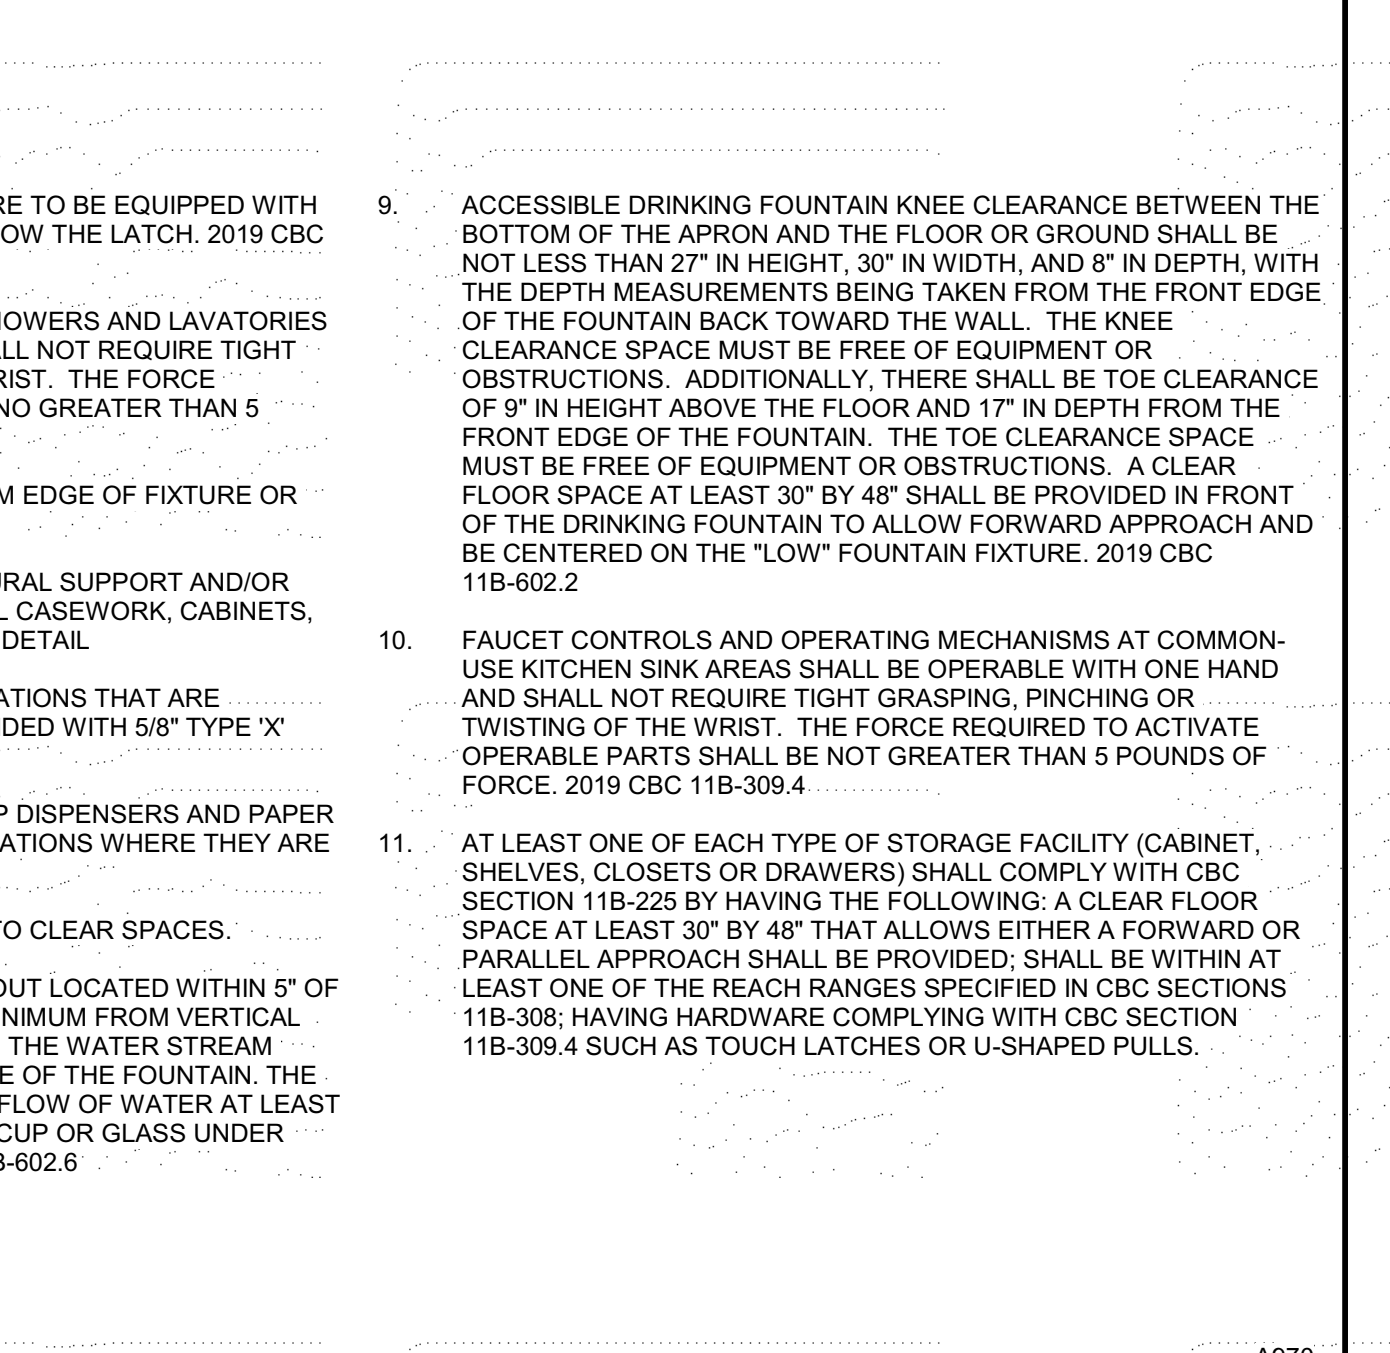 RE TO BE EQUIPPED WITH
OW THE LATCH. 2019 CBC
OWERS AND LAVATORIES
ALL NOT REQUIRE TIGHT
RIST. THE FORCE
NO GREATER THAN 5
M EDGE OF FIXTURE OR
URAL SUPPORT AND/OR
L CASEWORK, CABINETS,
DETAIL
ATIONS THAT ARE
DED WITH 5/8" TYPE 'X'
P DISPENSERS AND PAPER
ATIONS WHERE THEY ARE
TO CLEAR SPACES.
OUT LOCATED WITHIN 5" OF
NIMUM FROM VERTICAL
THE WATER STREAM
E OF THE FOUNTAIN. THE
FLOW OF WATER AT LEAST
CUP OR GLASS UNDER
B-602.6
9. ACCESSIBLE DRINKING FOUNTAIN KNEE CLEARANCE BETWEEN THE
BOTTOM OF THE APRON AND THE FLOOR OR GROUND SHALL BE
NOT LESS THAN 27" IN HEIGHT, 30" IN WIDTH, AND 8" IN DEPTH, WITH
THE DEPTH MEASUREMENTS BEING TAKEN FROM THE FRONT EDGE
OF THE FOUNTAIN BACK TOWARD THE WALL. THE KNEE
CLEARANCE SPACE MUST BE FREE OF EQUIPMENT OR
OBSTRUCTIONS. ADDITIONALLY, THERE SHALL BE TOE CLEARANCE
OF 9" IN HEIGHT ABOVE THE FLOOR AND 17" IN DEPTH FROM THE
FRONT EDGE OF THE FOUNTAIN. THE TOE CLEARANCE SPACE
MUST BE FREE OF EQUIPMENT OR OBSTRUCTIONS. A CLEAR
FLOOR SPACE AT LEAST 30" BY 48" SHALL BE PROVIDED IN FRONT
OF THE DRINKING FOUNTAIN TO ALLOW FORWARD APPROACH AND
BE CENTERED ON THE "LOW" FOUNTAIN FIXTURE. 2019 CBC
11B-602.2
10. FAUCET CONTROLS AND OPERATING MECHANISMS AT COMMON-
USE KITCHEN SINK AREAS SHALL BE OPERABLE WITH ONE HAND
AND SHALL NOT REQUIRE TIGHT GRASPING, PINCHING OR
TWISTING OF THE WRIST. THE FORCE REQUIRED TO ACTIVATE
OPERABLE PARTS SHALL BE NOT GREATER THAN 5 POUNDS OF
FORCE. 2019 CBC 11B-309.4
11. AT LEAST ONE OF EACH TYPE OF STORAGE FACILITY (CABINET,
SHELVES, CLOSETS OR DRAWERS) SHALL COMPLY WITH CBC
SECTION 11B-225 BY HAVING THE FOLLOWING: A CLEAR FLOOR
SPACE AT LEAST 30" BY 48" THAT ALLOWS EITHER A FORWARD OR
PARALLEL APPROACH SHALL BE PROVIDED; SHALL BE WITHIN AT
LEAST ONE OF THE REACH RANGES SPECIFIED IN CBC SECTIONS
11B-308; HAVING HARDWARE COMPLYING WITH CBC SECTION
11B-309.4 SUCH AS TOUCH LATCHES OR U-SHAPED PULLS.